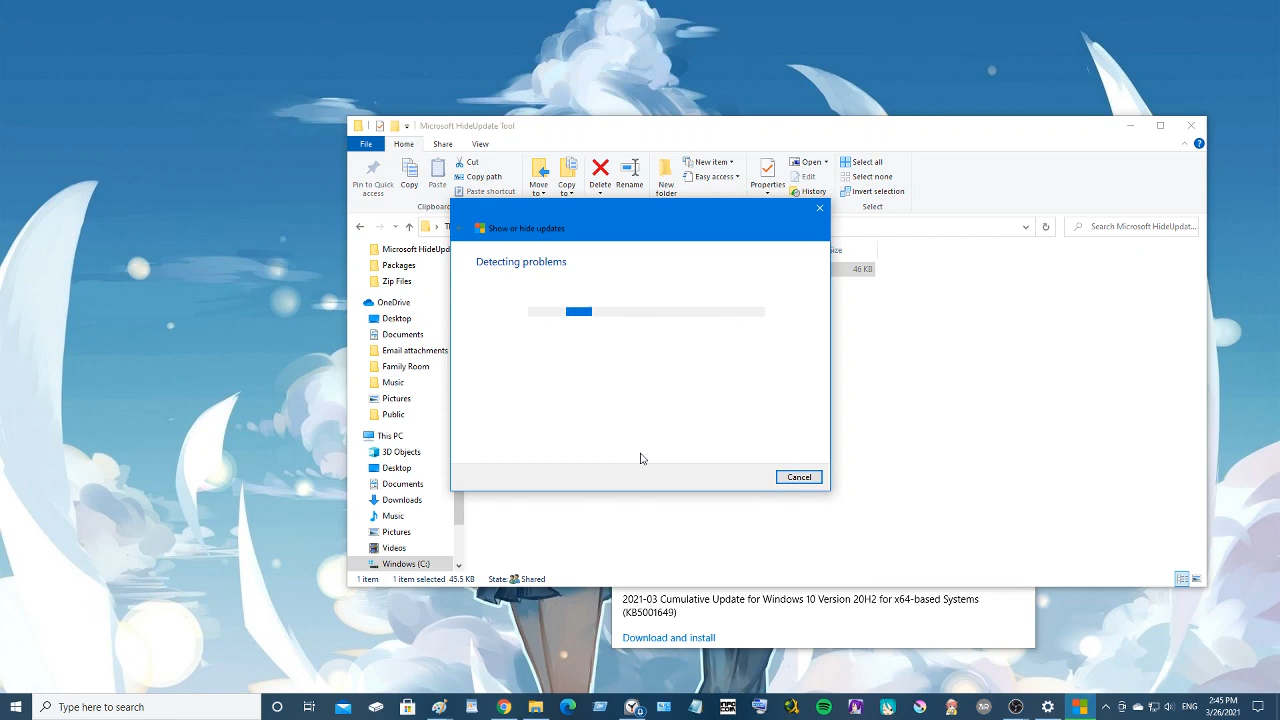 Microsoft HideUpdate Tool
File Home Share View
Pin to Quick access
Copy
Paste
Cut
Copy path
Paste shortcut
Move to
Copy to
Delete
Rename
New folder
New item
Easy access
Properties
Open
Edit
History
Select all
Select none
Invert selection
Select
Search Microsoft HideUpdat...
Show or hide updates
Detecting problems
Cancel
46 KB
Microsoft HideUpd
Packages
Zip Files
OneDrive
Desktop
Documents
Email attachments
Family Room
Music
Pictures
Public
This PC
3D Objects
Desktop
Documents
Downloads
Music
Pictures
Videos
Windows (C:)
1 item 1 item selected 45.5 KB State: Shared
2021-03 Cumulative Update for Windows 10 Version 20H2 for x64-based Systems
(KB5001649)
Download and install
Type here to search
ENG
2:45 PM
3/26/2021